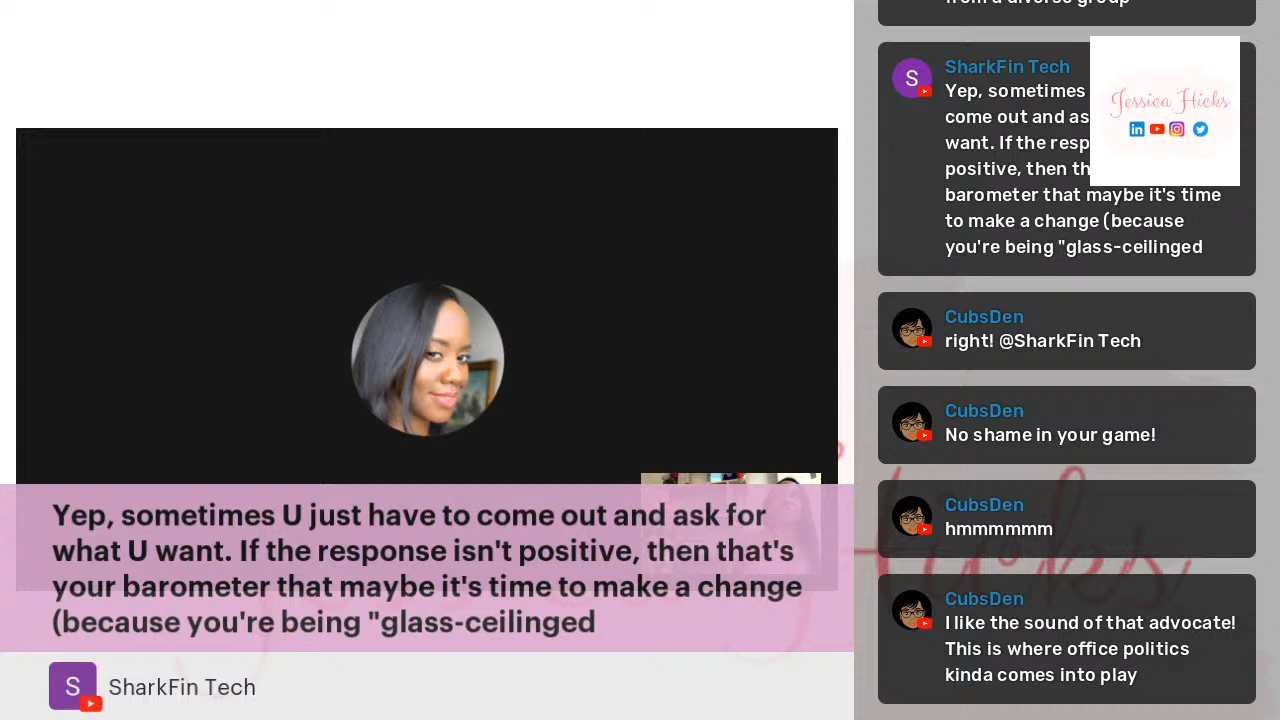 Yep, sometimes U just have to come out and ask for
what U want. If the response isn't positive, then that's
your barometer that maybe it's time to make a change
(because you're being "glass-ceilinged
S
SharkFin Tech
from a diverse group
S
SharkFin Tech
Yep, sometimes
come out and as
want. If the resp
positive, then th
barometer that maybe it's time
to make a change (because
you're being "glass-ceilinged
Jessica Hicks
in
CubsDen
right! @SharkFin Tech
CubsDen
No shame in your game!
CubsDen
hmmmmmm
CubsDen
I like the sound of that advocate!
This is where office politics
kinda comes into play